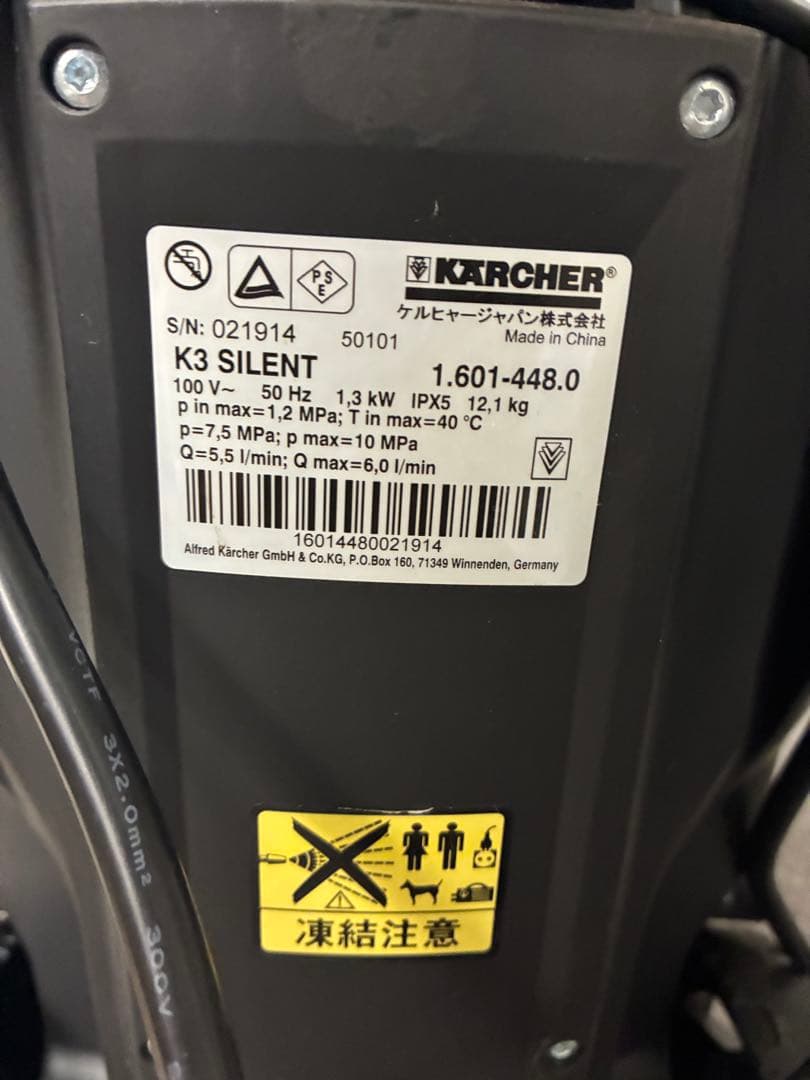 PS
E
KÄRCHER®
ケルヒャージャパン株式会社
Made in China
S/N: 021914 50101
K3 SILENT 1.601-448.0
100 V~ 50 Hz 1,3 kW IPX5 12,1 kg
p in max=1,2 MPa; T in max=40 °C
p=7,5 MPa; p max=10 MPa
Q=5,5 l/min; Q max=6,0 l/min
16014480021914
Alfred Kärcher GmbH & Co.KG, P.O.Box 160, 71349 Winnenden, Germany
VCTF 3X2.0mm² 300V
凍結注意